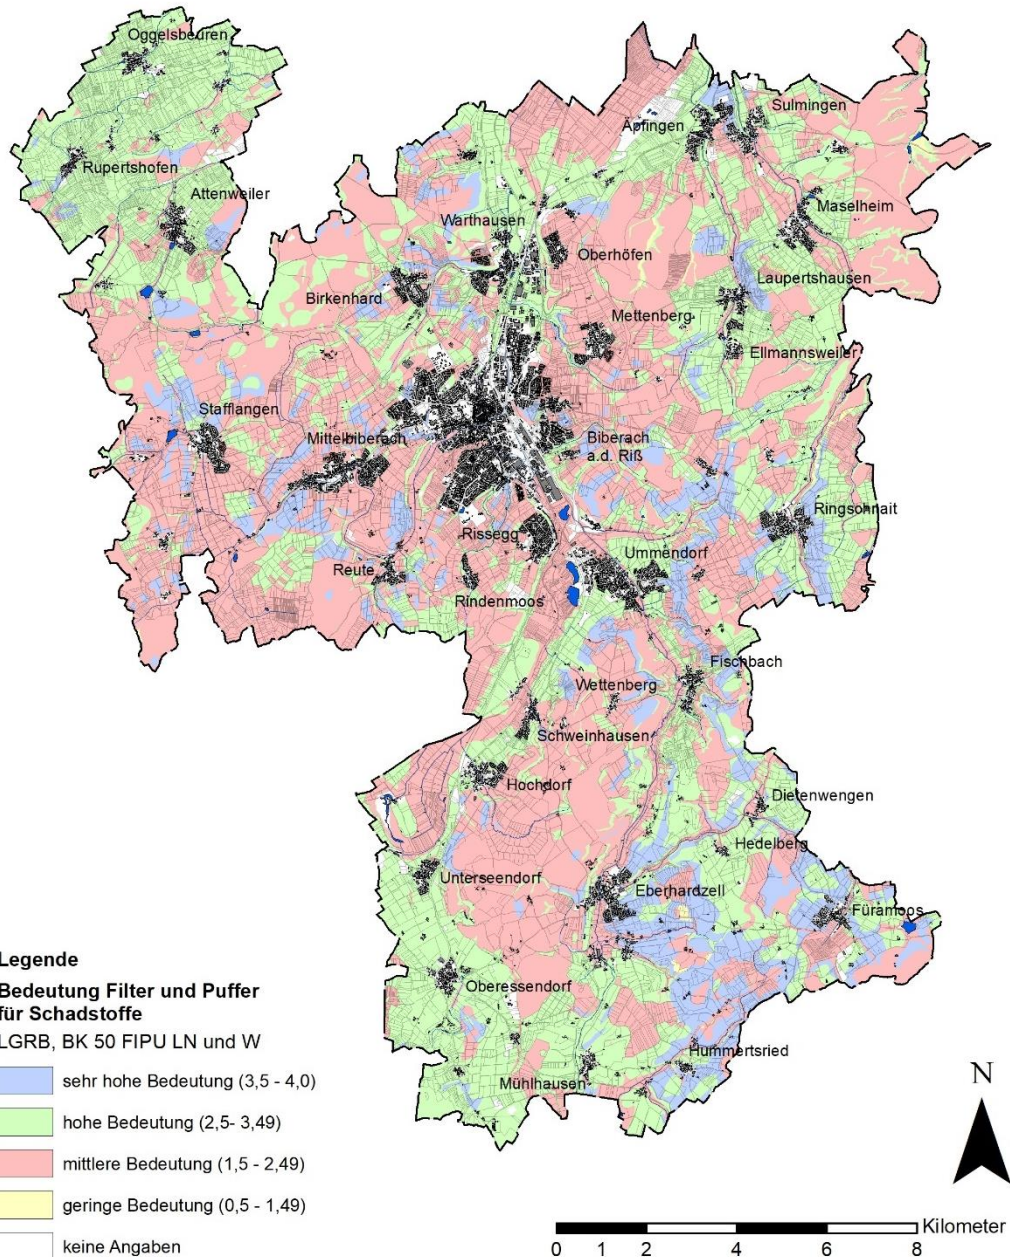 Oggelsbeuren
Sulmingen
Äpfingen
Rupertshofen
Attenweiler
Maselheim
Warthausen
Oberhöfen
Laupertshausen
Birkenhard
Mettenberg
Ellmannsweiler
Stafflangen
Mittelbiberach
Biberach
a.d. Riß
Ringschnait
Rissegg
Ummendorf
Reute
Rindenmoos
Fischbach
Wettenberg
Schweinhausen
Hochdorf
Dietenwengen
Hedelberg
Unterseendorf
Eberhardzell
Füramoos
Oberessendorf
Hummertsried
Mühlhausen
Legende
Bedeutung Filter und Puffer
für Schadstoffe
LGRB, BK 50 FIPU LN und W
sehr hohe Bedeutung (3,5 - 4,0)
hohe Bedeutung (2,5- 3,49)
mittlere Bedeutung (1,5 - 2,49)
geringe Bedeutung (0,5 - 1,49)
keine Angaben
N
Kilometer
0 1 2 4 6 8